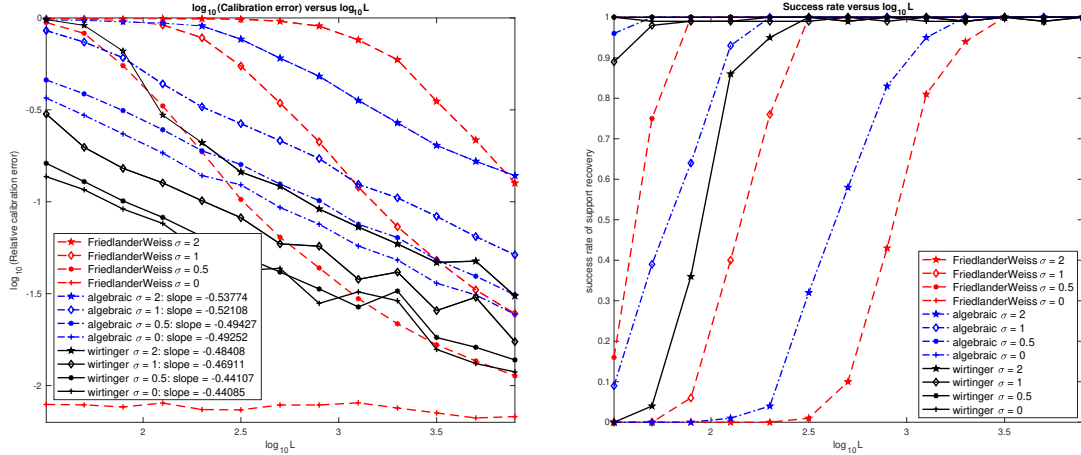 log10(Calibration error) versus log10L
log10(Relative calibration error)
-0.5
-1
-1.5
-2
2
2.5
3
3.5
log10L
FriedlanderWeiss σ = 2
FriedlanderWeiss σ = 1
FriedlanderWeiss σ = 0.5
FriedlanderWeiss σ = 0
algebraic σ = 2: slope = -0.53774
algebraic σ = 1: slope = -0.52108
algebraic σ = 0.5: slope = -0.49427
algebraic σ = 0: slope = -0.49252
wirtinger σ = 2: slope = -0.48408
wirtinger σ = 1: slope = -0.46911
wirtinger σ = 0.5: slope = -0.44107
wirtinger σ = 0: slope = -0.44085
Success rate versus log10L
success rate of support recovery
1
0.9
0.8
0.7
0.6
0.5
0.4
0.3
0.2
0.1
0
2
2.5
3
3.5
log10L
FriedlanderWeiss σ = 2
FriedlanderWeiss σ = 1
FriedlanderWeiss σ = 0.5
FriedlanderWeiss σ = 0
algebraic σ = 2
algebraic σ = 1
algebraic σ = 0.5
algebraic σ = 0
wirtinger σ = 2
wirtinger σ = 1
wirtinger σ = 0.5
wirtinger σ = 0